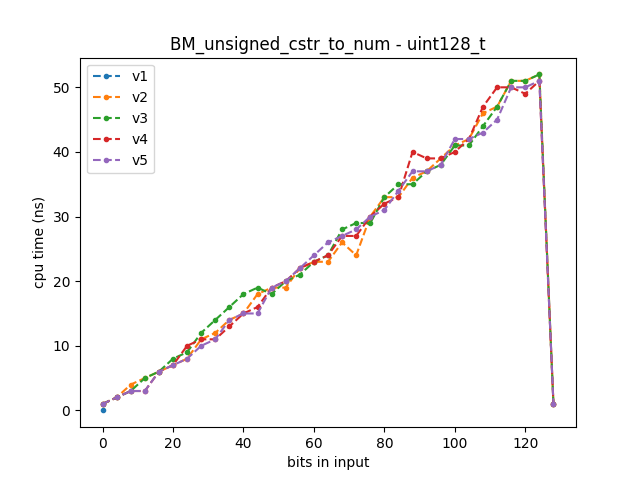 BM_unsigned_cstr_to_num - uint128_t
v1
v2
v3
v4
v5
cpu time (ns)
50
40
30
20
10
0
0 20 40 60 80 100 120
bits in input